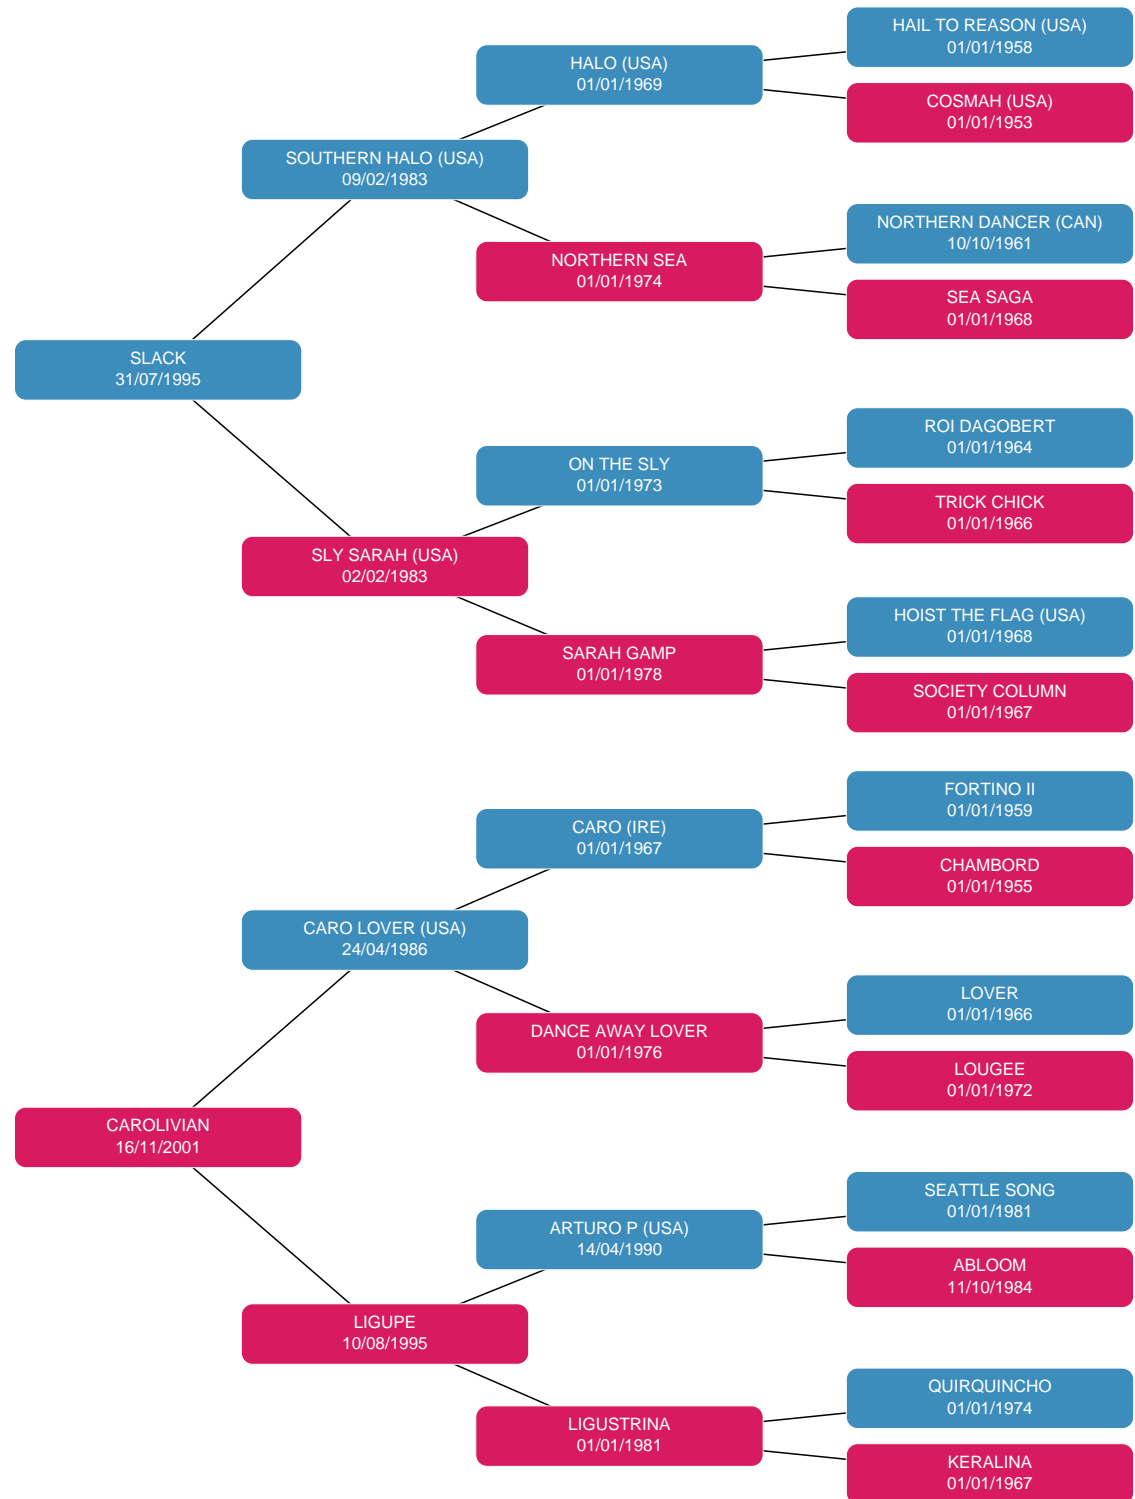 HAIL TO REASON (USA)
01/01/1958
HALO (USA)
01/01/1969
COSMAH (USA)
01/01/1953
SOUTHERN HALO (USA)
09/02/1983
NORTHERN DANCER (CAN)
10/10/1961
NORTHERN SEA
01/01/1974
SEA SAGA
01/01/1968
SLACK
31/07/1995
ROI DAGOBERT
01/01/1964
ON THE SLY
01/01/1973
TRICK CHICK
01/01/1966
SLY SARAH (USA)
02/02/1983
HOIST THE FLAG (USA)
01/01/1968
SARAH GAMP
01/01/1978
SOCIETY COLUMN
01/01/1967
FORTINO II
01/01/1959
CARO (IRE)
01/01/1967
CHAMBORD
01/01/1955
CARO LOVER (USA)
24/04/1986
LOVER
01/01/1966
DANCE AWAY LOVER
01/01/1976
LOUGEE
01/01/1972
CAROLIVIAN
16/11/2001
SEATTLE SONG
01/01/1981
ARTURO P (USA)
14/04/1990
ABLOOM
11/10/1984
LIGUPE
10/08/1995
QUIRQUINCHO
01/01/1974
LIGUSTRINA
01/01/1981
KERALINA
01/01/1967